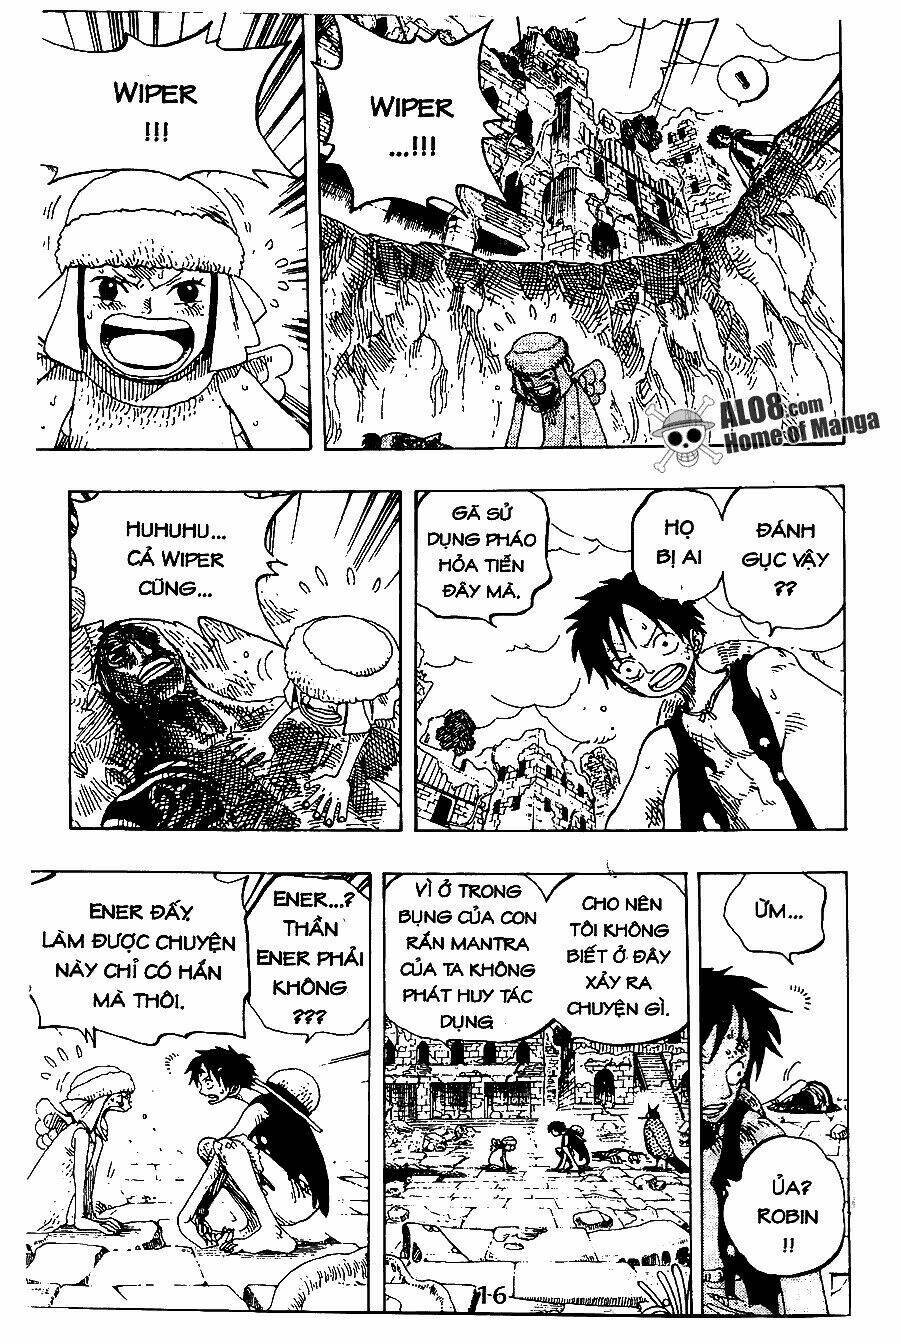 WIPER
!!!
WIPER
...!!!
!
ALO8.com
Home of Manga
HUHUHU...
CẢ WIPER
CŨNG...
GÃ SỬ
DỤNG PHÁO
HỎA TIỄN
ĐÂY MÀ.
HỌ
BỊ AI
ĐÁNH
GỤC VẬY
??
ENER ĐẤY.
LÀM ĐƯỢC CHUYỆN
NÀY CHỈ CÓ HẮN
MÀ THÔI.
ENER...?
THẦN
ENER PHẢI
KHÔNG
???
VÌ Ở TRONG
BỤNG CỦA CON
RẮN MANTRA
CỦA TA KHÔNG
PHÁT HUY TÁC
DỤNG
CHO NÊN
TÔI KHÔNG
BIẾT Ở ĐÂY
XẢY RA
CHUYỆN GÌ.
ỪM...
ỦA?
ROBIN
!!
16